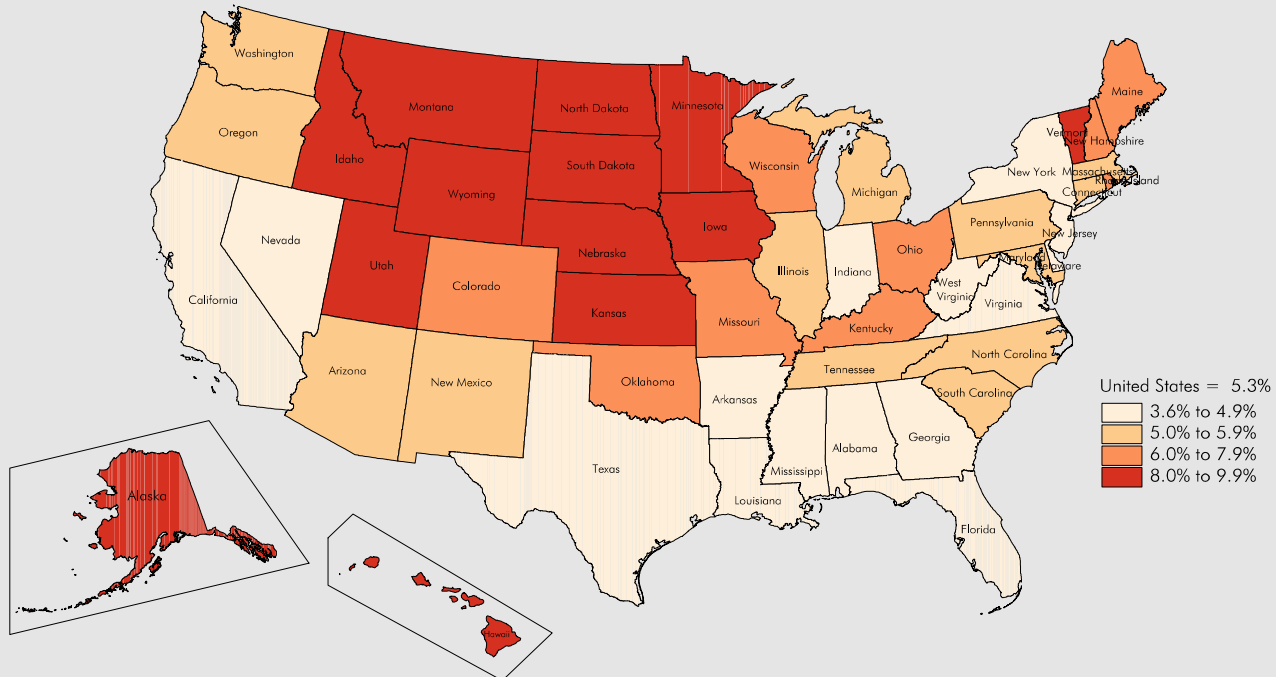 Washington
Oregon
Idaho
Montana
North Dakota
Minnesota
South Dakota
Wyoming
Wisconsin
Michigan
Maine
Vermont
New Hampshire
New York
Massachusetts
Rhode Island
Connecticut
Nevada
California
Utah
Colorado
Nebraska
Iowa
Kansas
Illinois
Indiana
Ohio
Pennsylvania
New Jersey
Maryland
Delaware
West
Virginia
Virginia
Missouri
Kentucky
Arizona
New Mexico
Oklahoma
Arkansas
Tennessee
North Carolina
South Carolina
Texas
Louisiana
Mississippi
Alabama
Georgia
Florida
Alaska
Hawaii
United States = 5.3%
3.6% to 4.9%
5.0% to 5.9%
6.0% to 7.9%
8.0% to 9.9%